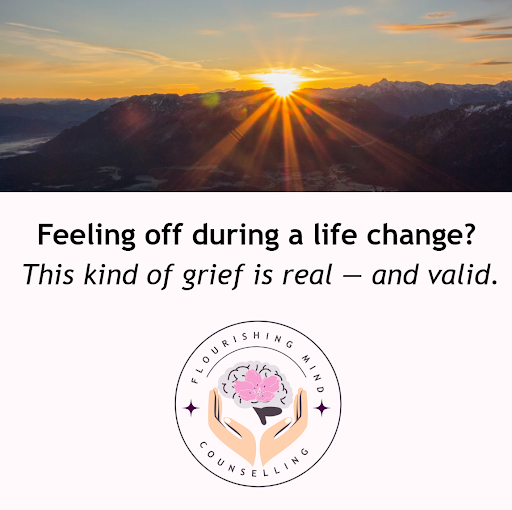 Feeling off during a life change?
This kind of grief is real — and valid.
FLOURISHING MIND
COUNSELLING